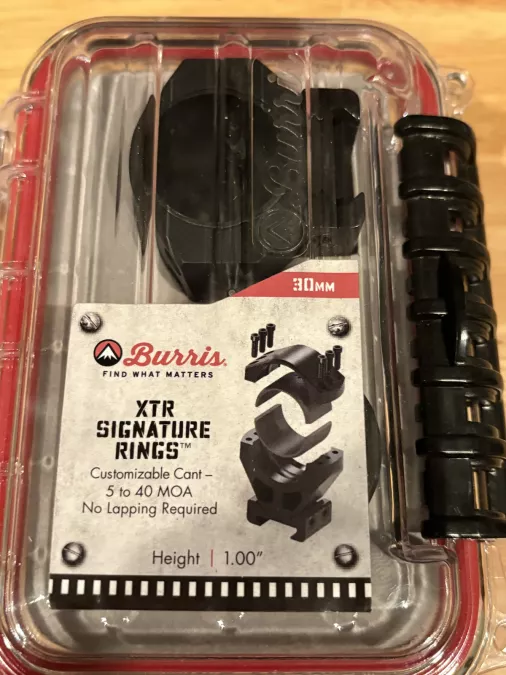 Burris
30MM
Burris®
FIND WHAT MATTERS
XTR
SIGNATURE
RINGS™
Customizable Cant –
5 to 40 MOA
No Lapping Required
Height | 1.00"